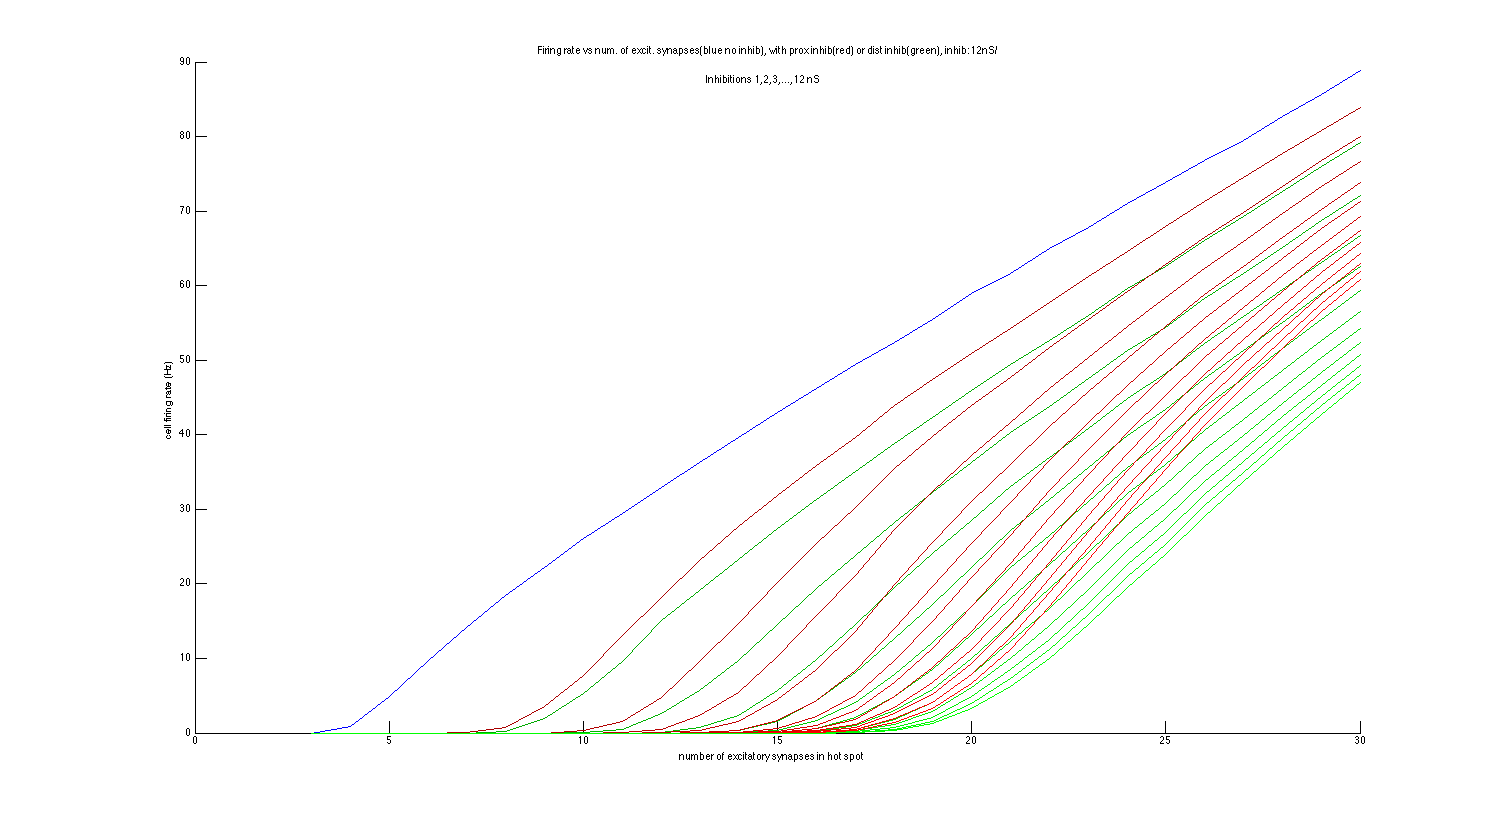 Firing rate vs num. of excit. synapses(blue no inhib), with prox inhib(red) or dist inhib(green), inhib: 12nS/
Inhibitions 1,2,3,...,12 nS
90
80
70
60
50
40
30
20
10
0
cell firing rate (Hz)
0 5 10 15 20 25 30
number of excitatory synapses in hot spot